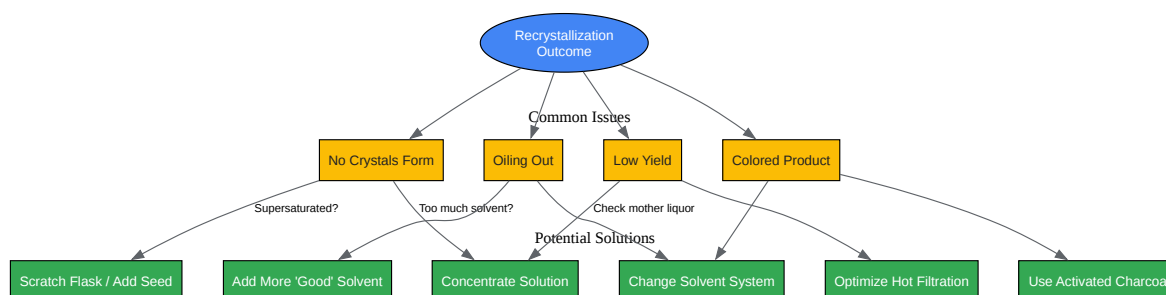 Recrystallization
Outcome
Common Issues
No Crystals Form
Oiling Out
Low Yield
Colored Product
Supersaturated?
Too much solvent?
Check mother liquor
Potential Solutions
Scratch Flask / Add Seed
Add More 'Good' Solvent
Concentrate Solution
Change Solvent System
Optimize Hot Filtration
Use Activated Charcoa